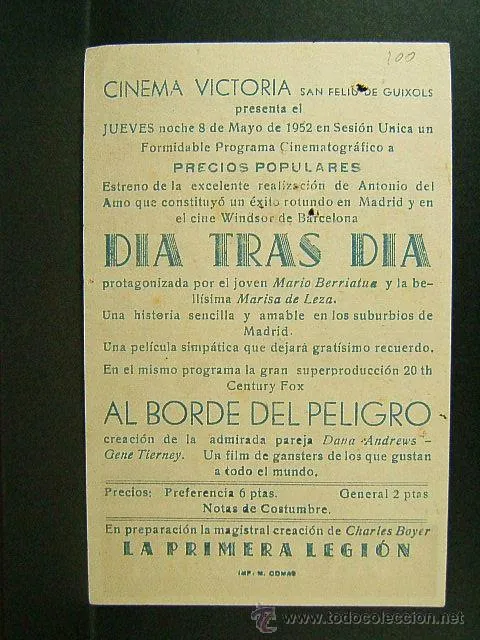 100
CINEMA VICTORIA SAN FELIU DE GUIXOLS
presenta el
JUEVES noche 8 de Mayo de 1952 en Sesión Unica un
Formidable Programa Cinematográfico a
PRECIOS POPULARES
Estreno de la excelente realización de Antonio del
Amo que constituyó un éxito rotundo en Madrid y en
el cine Windsor de Barcelona
DIA TRAS DIA
protagonizada por el joven Mario Berriatua y la be-
llísima Marisa de Leza.
Una historia sencilla y amable en los suburbios de
Madrid.
Una película simpática que dejará gratísimo recuerdo.
En el mismo programa la gran superproducción 20 th
Century Fox
AL BORDE DEL PELIGRO
creación de la admirada pareja Dana Andrews -
Gene Tierney. Un film de gansters de los que gustan
a todo el mundo.
Precios: Preferencia 6 ptas. General 2 ptas
Notas de Costumbre.
En preparación la magistral creación de Charles Boyer
LA PRIMERA LEGIÓN
IMP. M. COMAS
todocoleccion.net